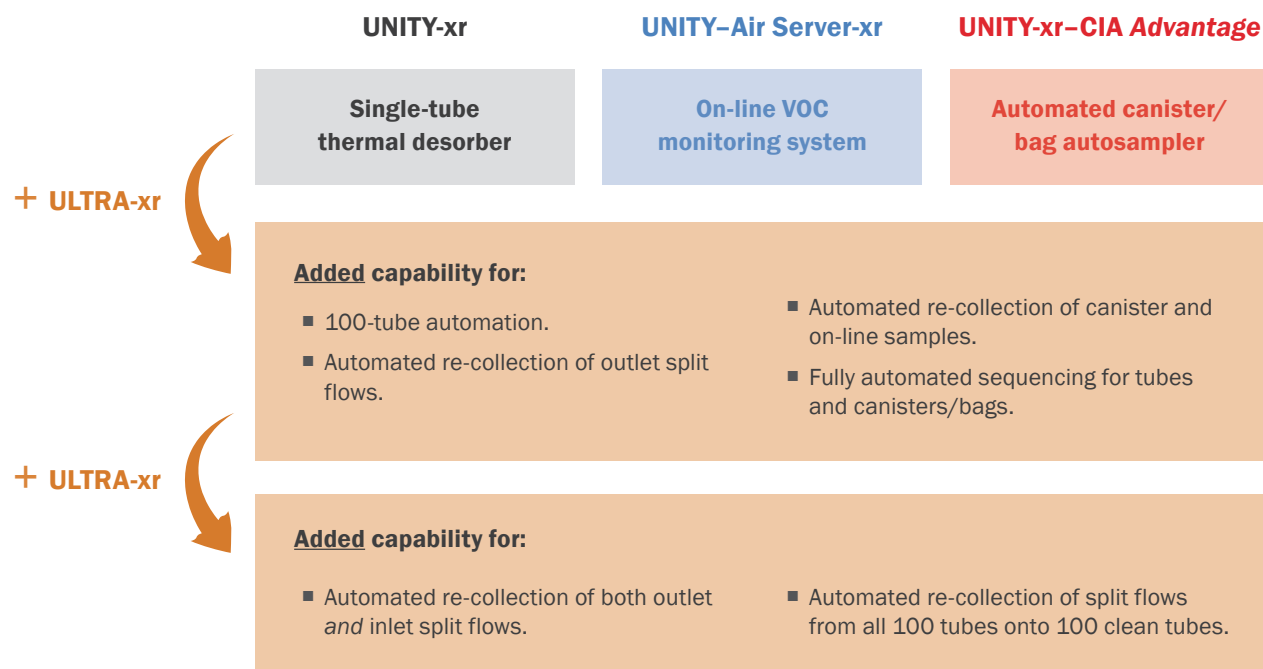 UNITY-xr
UNITY–Air Server-xr
UNITY-xr–CIA Advantage
Single-tube
thermal desorber
On-line VOC
monitoring system
Automated canister/
bag autosampler
+ ULTRA-xr
Added capability for:
■ 100-tube automation.
■ Automated re-collection of outlet split
flows.
■ Automated re-collection of canister and
on-line samples.
■ Fully automated sequencing for tubes
and canisters/bags.
+ ULTRA-xr
Added capability for:
■ Automated re-collection of both outlet
and inlet split flows.
■ Automated re-collection of split flows
from all 100 tubes onto 100 clean tubes.